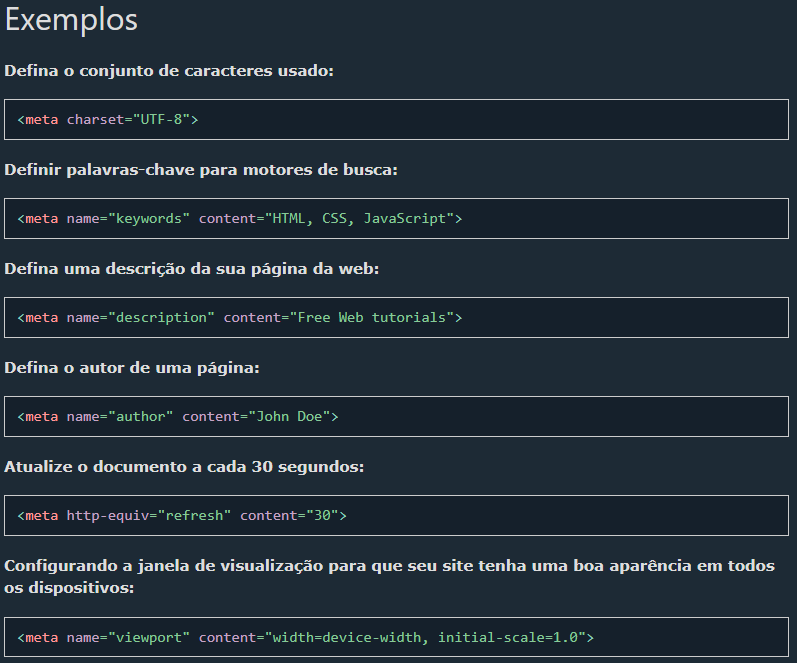 Exemplos
Defina o conjunto de caracteres usado:
<meta charset="UTF-8">
Definir palavras-chave para motores de busca:
<meta name="keywords" content="HTML, CSS, JavaScript">
Defina uma descrição da sua página da web:
<meta name="description" content="Free Web tutorials">
Defina o autor de uma página:
<meta name="author" content="John Doe">
Atualize o documento a cada 30 segundos:
<meta http-equiv="refresh" content="30">
Configurando a janela de visualização para que seu site tenha uma boa aparência em todos
os dispositivos:
<meta name="viewport" content="width=device-width, initial-scale=1.0">